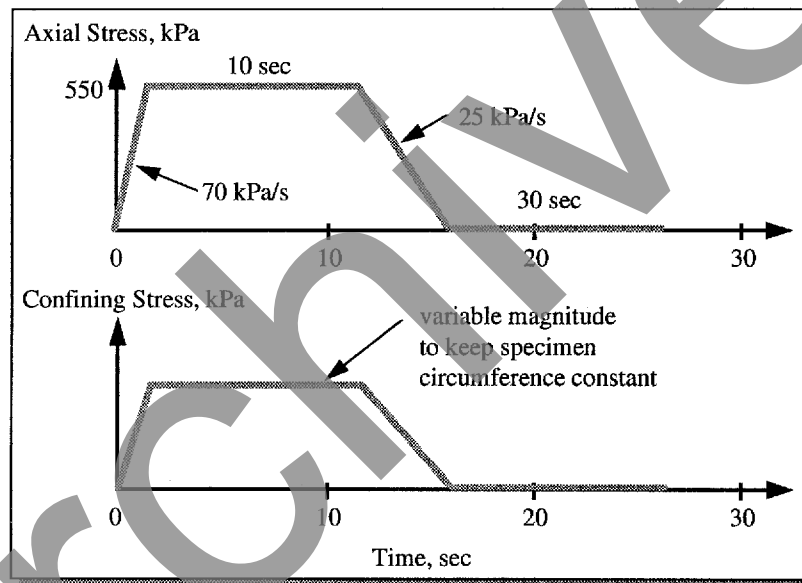 Axial Stress, kPa
10 sec
550
25 kPa/s
70 kPa/s
30 sec
0 10 20 30
Confining Stress, kPa
variable magnitude
to keep specimen
circumference constant
0 10 20 30
Time, sec